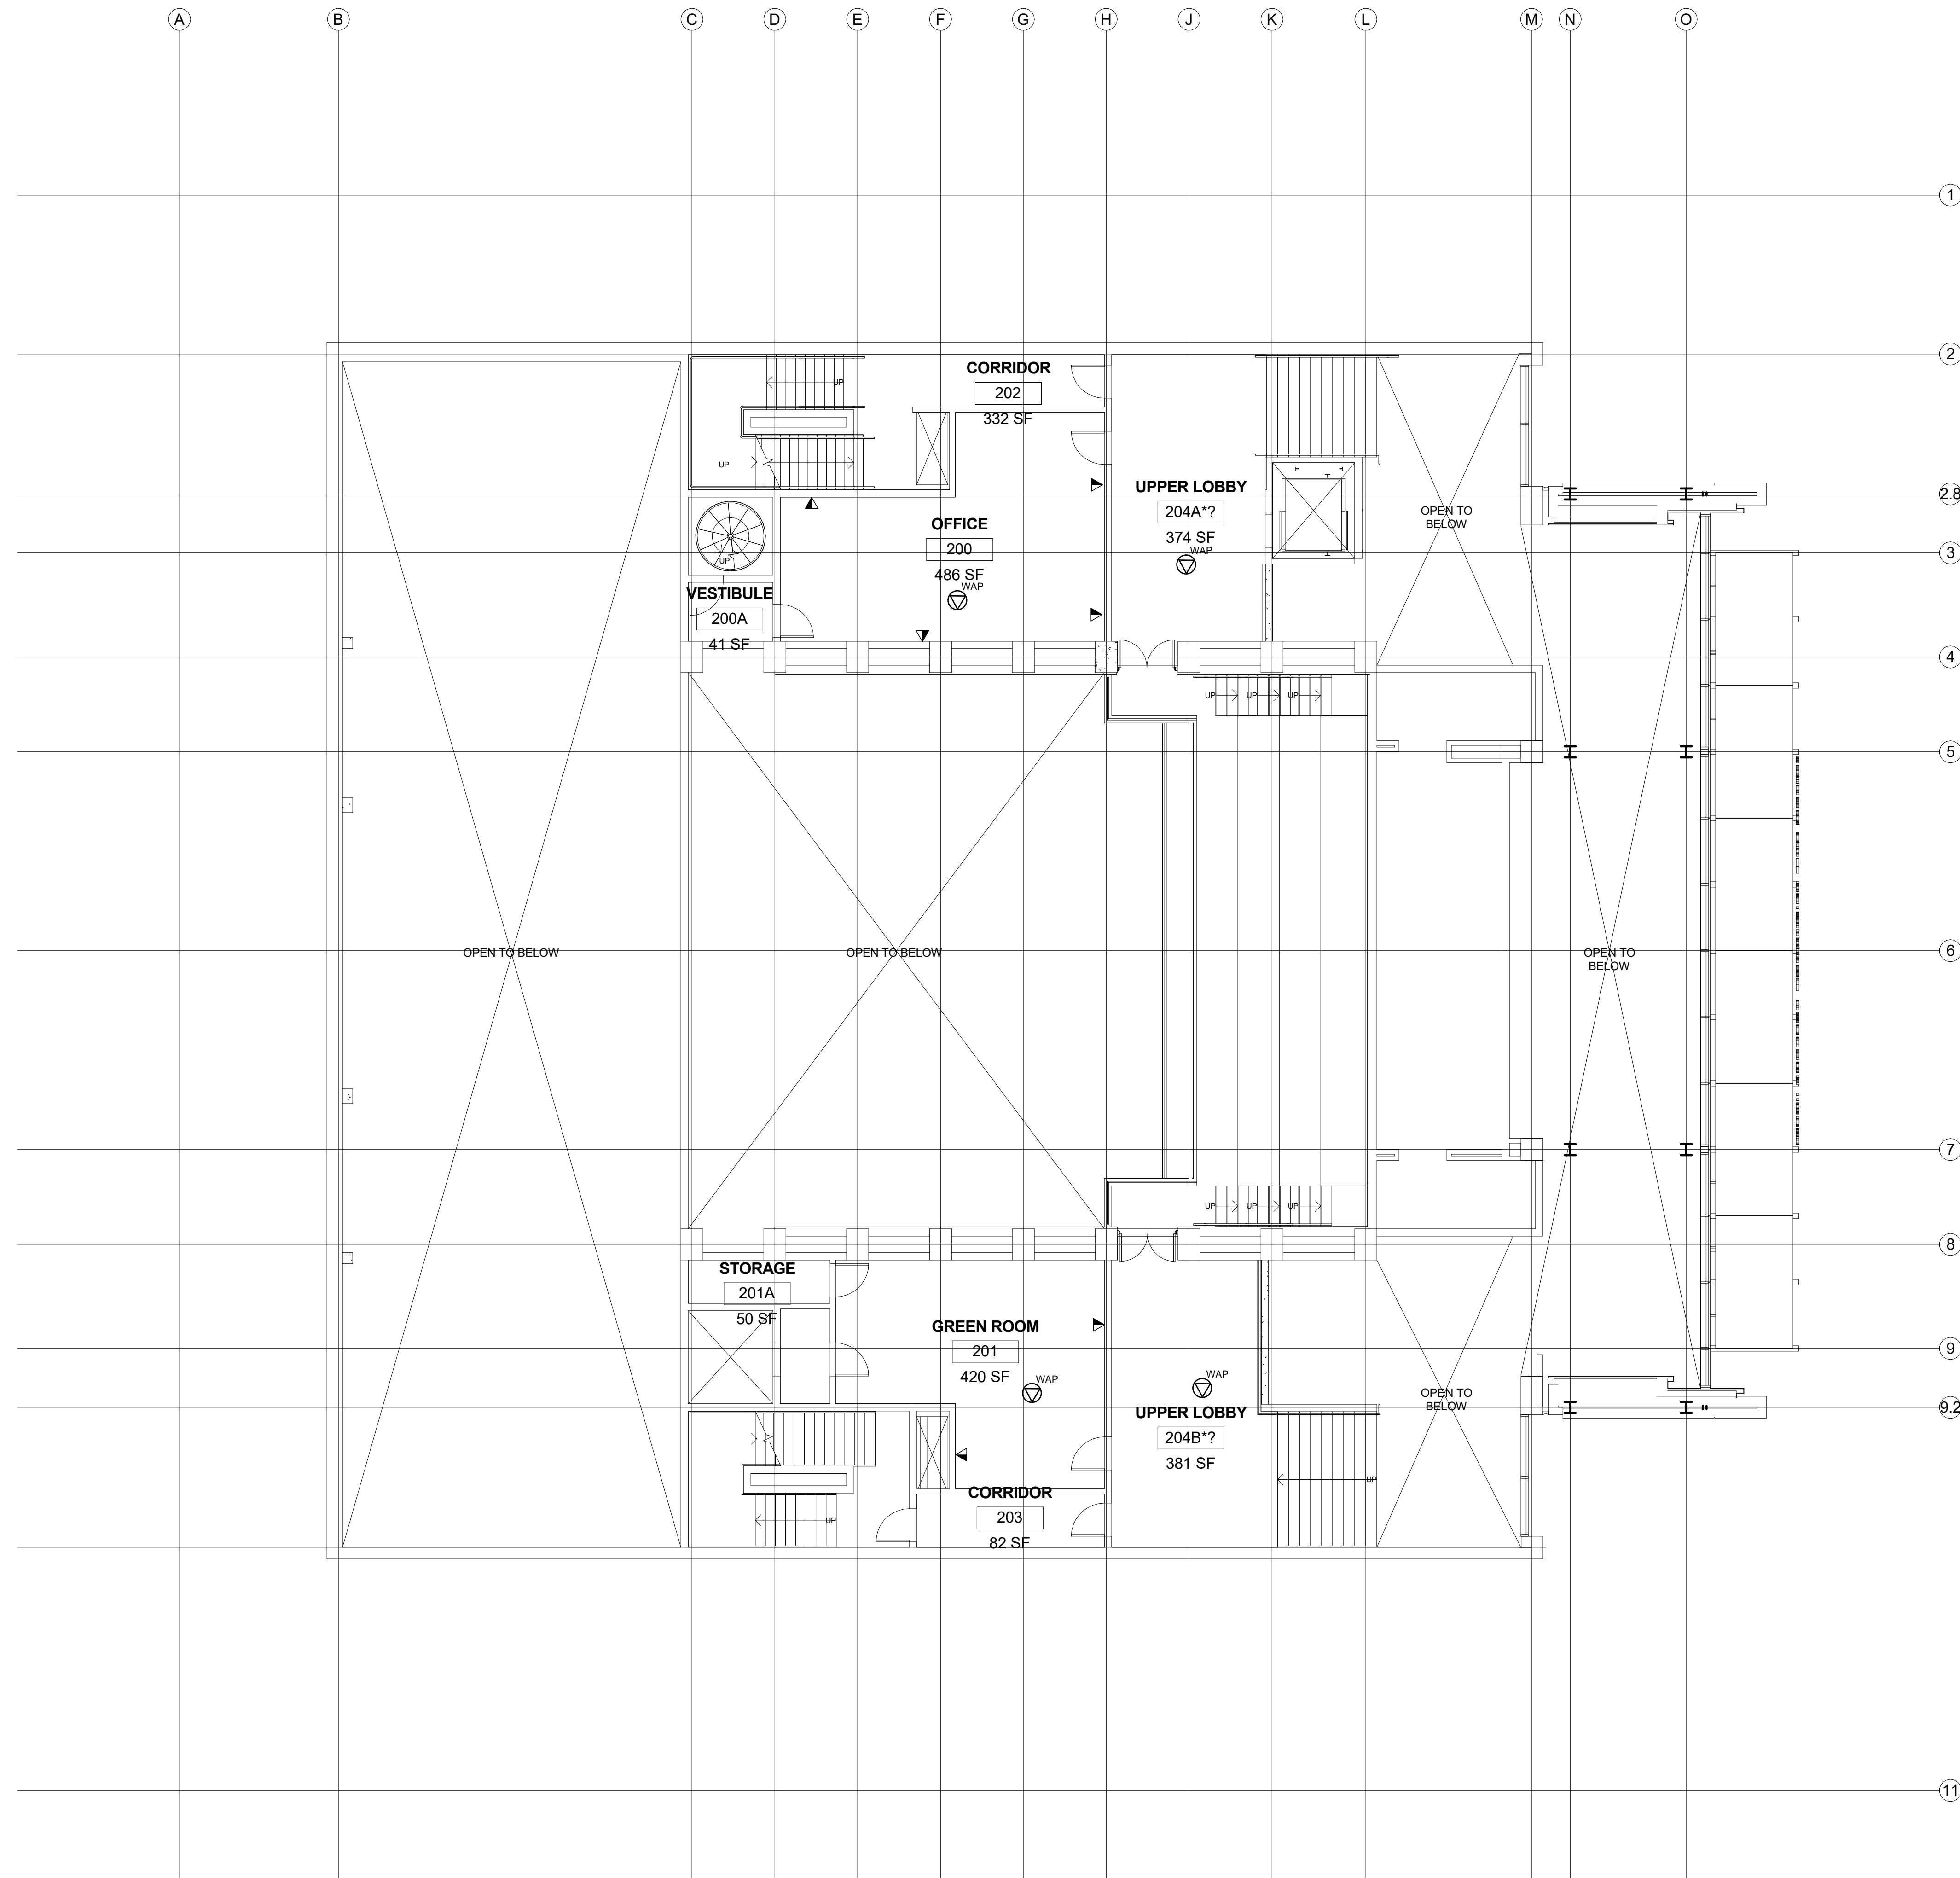 A B C D E F G H J K L M N O
1
2
CORRIDOR
202
332 SF
UP
UP
UPPER LOBBY
204A*?
374 SF
WAP
2.8
OPEN TO
BELOW
OFFICE
200
486 SF
WAP
3
UP
VESTIBULE
200A
41 SF
4
UP UP UP
5
OPEN TO BELOW
OPEN TO BELOW
OPEN TO
BELOW
6
7
UP UP UP
8
STORAGE
201A
50 SF
GREEN ROOM
201
420 SF
WAP
9
WAP
UPPER LOBBY
204B*?
381 SF
OPEN TO
BELOW
9.2
UP
CORRIDOR
203
82 SF
UP
11